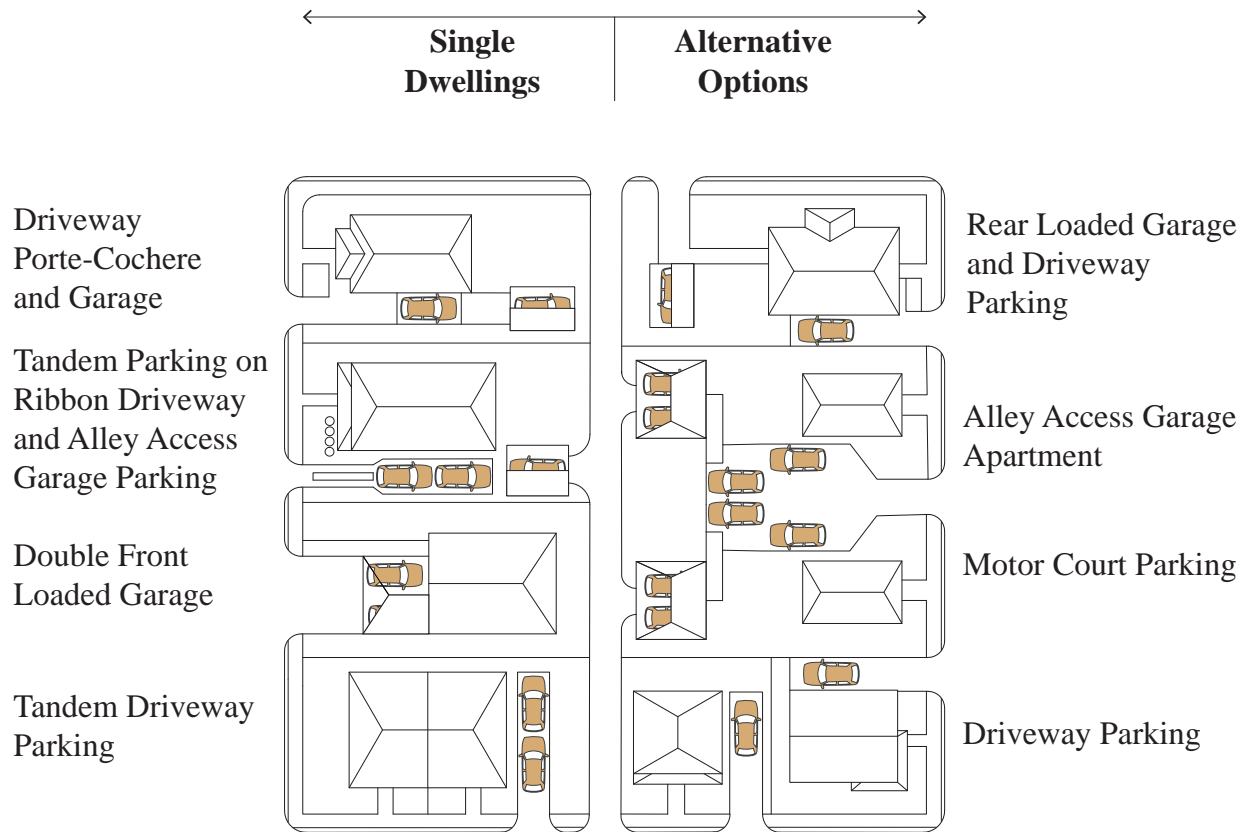 Single
Dwellings
Alternative
Options
Driveway
Porte-Cochere
and Garage
Tandem Parking on
Ribbon Driveway
and Alley Access
Garage Parking
Double Front
Loaded Garage
Tandem Driveway
Parking
Rear Loaded Garage
and Driveway
Parking
Alley Access Garage
Apartment
Motor Court Parking
Driveway Parking